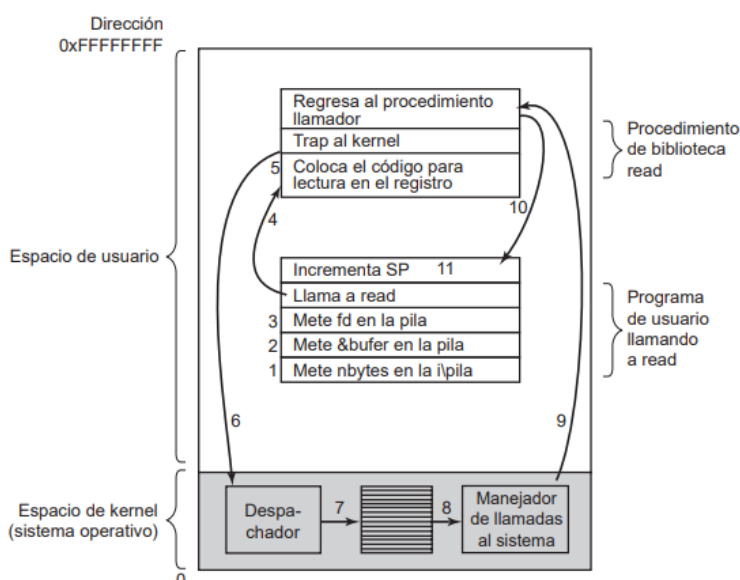 Dirección
0xFFFFFFFF
Regresa al procedimiento
llamador
Trap al kernel
5 Coloca el código para
lectura en el registro
4
10
Procedimiento
de biblioteca
read
Espacio de usuario
Incrementa SP 11
Llama a read
3 Mete fd en la pila
2 Mete &bufer en la pila
1 Mete nbytes en la i\pila
Programa
de usuario
llamando
a read
6
9
Espacio de kernel
(sistema operativo)
Despa-
chador
7
8
Manejador
de llamadas
al sistema
0